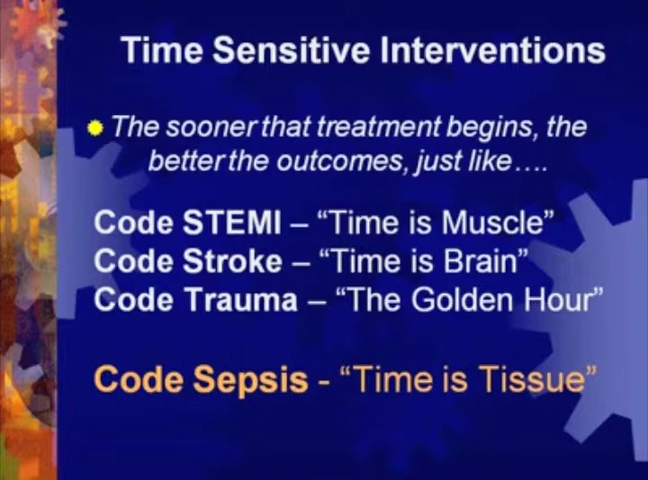 Time Sensitive Interventions
The sooner that treatment begins, the
better the outcomes, just like….
Code STEMI – “Time is Muscle”
Code Stroke – “Time is Brain”
Code Trauma – “The Golden Hour”
Code Sepsis - “Time is Tissue”